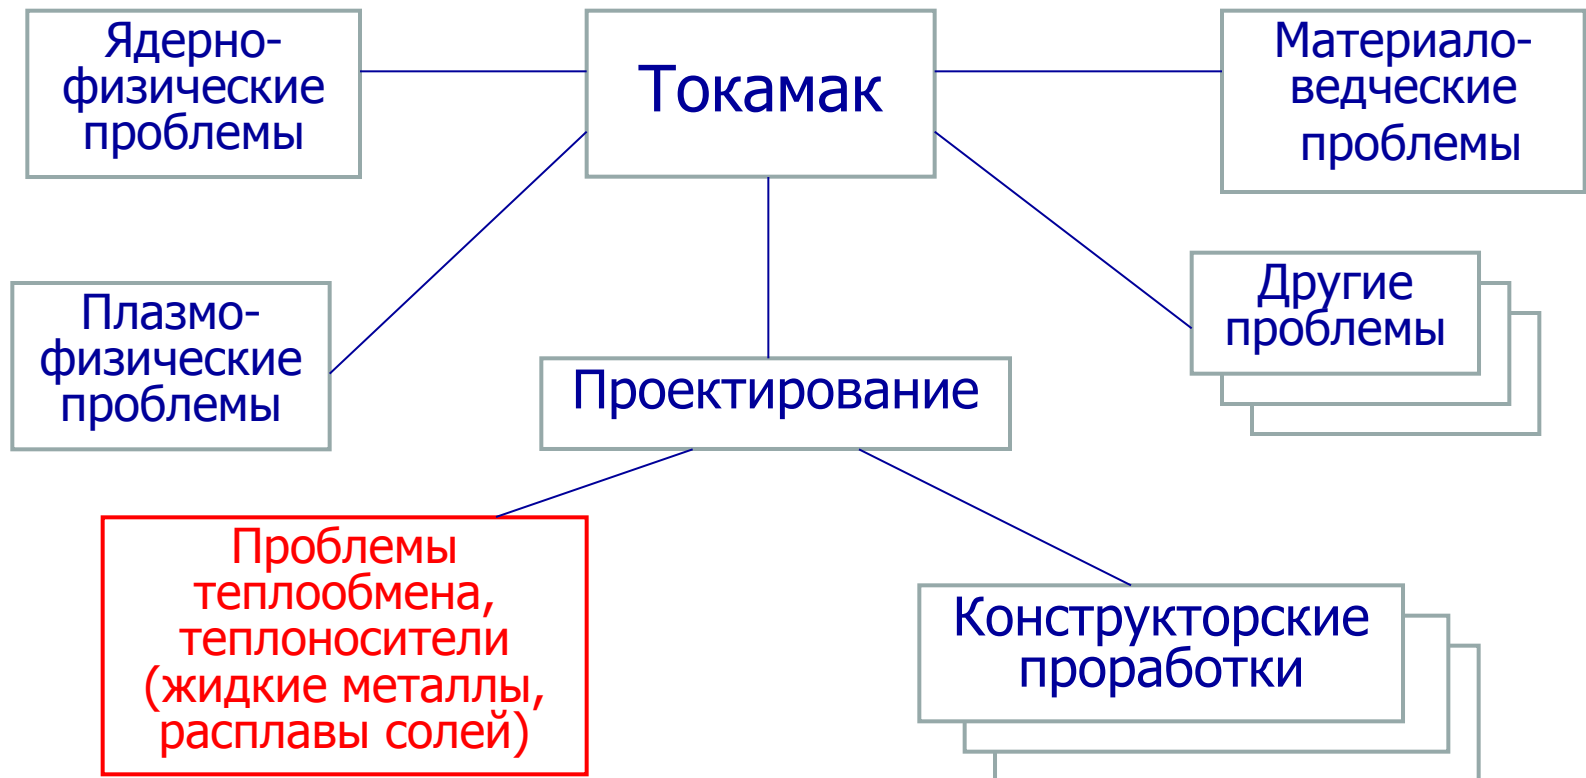 Ядерно-
физические
проблемы
Токамак
Материало-
ведческие
проблемы
Плазмо-
физические
проблемы
Другие
проблемы
Проектирование
Проблемы
теплообмена,
теплоносители
(жидкие металлы,
расплавы солей)
Конструкторские
проработки